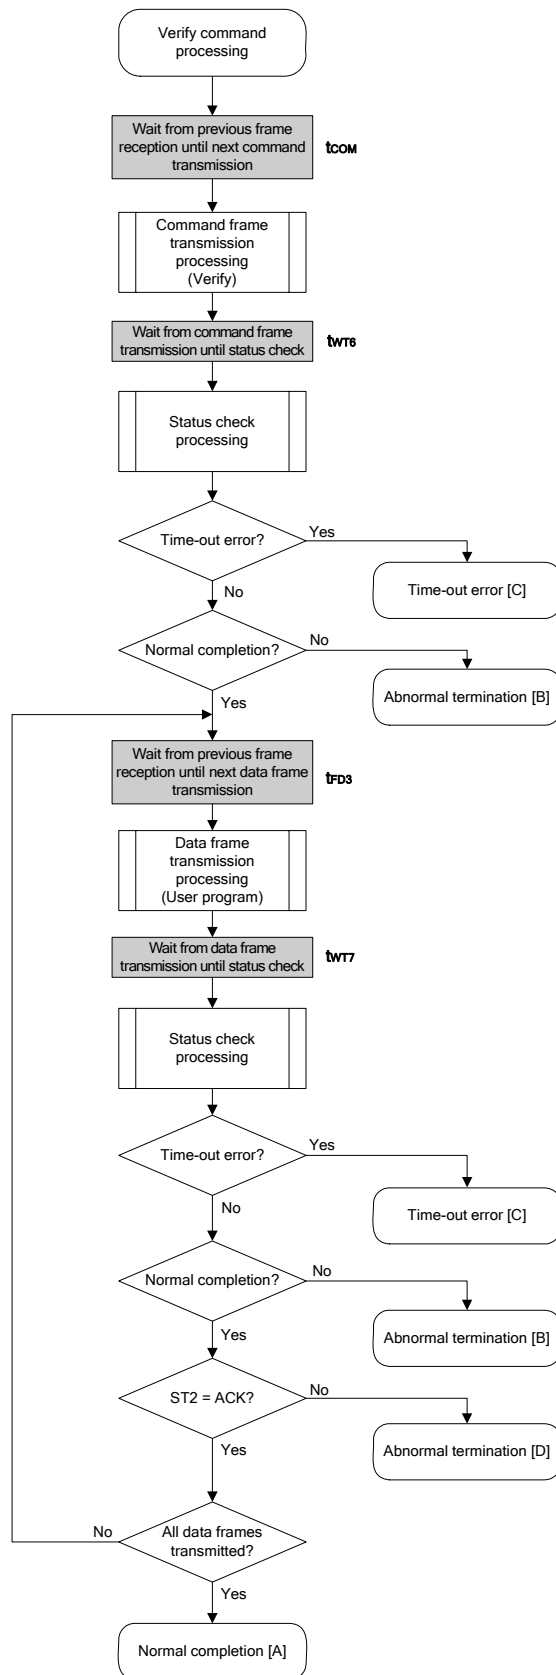 Verify command
processing
Wait from previous frame
reception until next command
transmission
tCOM
Command frame
transmission
processing
(Verify)
Wait from command frame
transmission until status check
tWT6
Status check
processing
Time-out error?
Yes
Time-out error [C]
No
Normal completion?
No
Abnormal termination [B]
Yes
Wait from previous frame
reception until next data frame
transmission
tFD3
Data frame
transmission
processing
(User program)
Wait from data frame
transmission until status check
tWT7
Status check
processing
Time-out error?
Yes
Time-out error [C]
No
Normal completion?
No
Abnormal termination [B]
Yes
ST2 = ACK?
No
Abnormal termination [D]
Yes
No
All data frames
transmitted?
Yes
Normal completion [A]